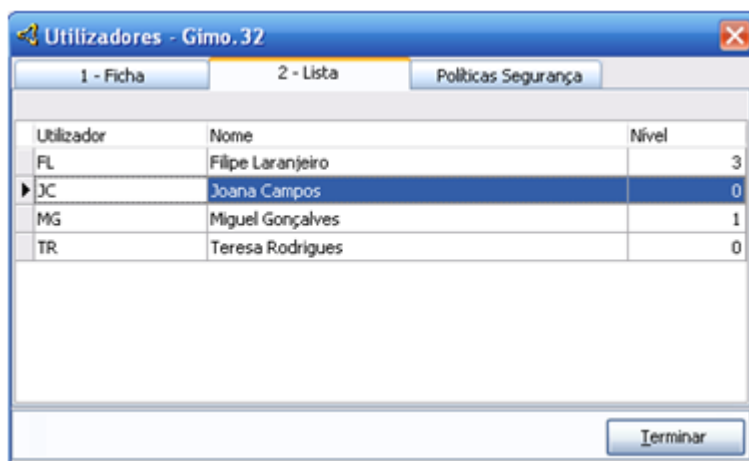 Utilizadores - Gimo.32
1 - Ficha 2 - Lista Políticas Segurança
Utilizador Nome Nível
FL Filipe Laranjeiro 3
JC Joana Campos 0
MG Miguel Gonçalves 1
TR Teresa Rodrigues 0
Terminar